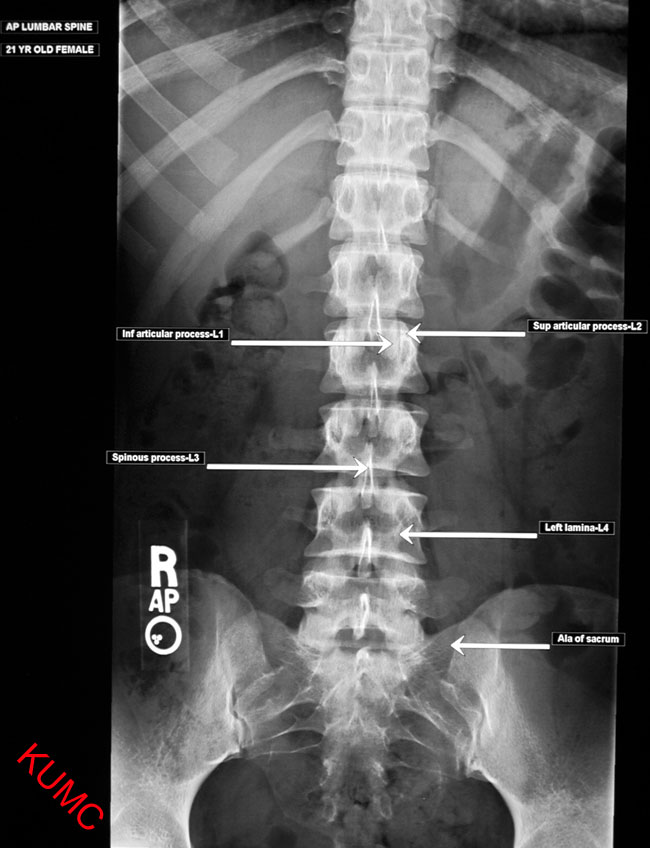 AP LUMBAR SPINE
21 YR OLD FEMALE
Sup articular process-L2
Inf articular process-L1
Spinous process-L3
Left lamina-L4
R
AP
Ala of sacrum
KUMC